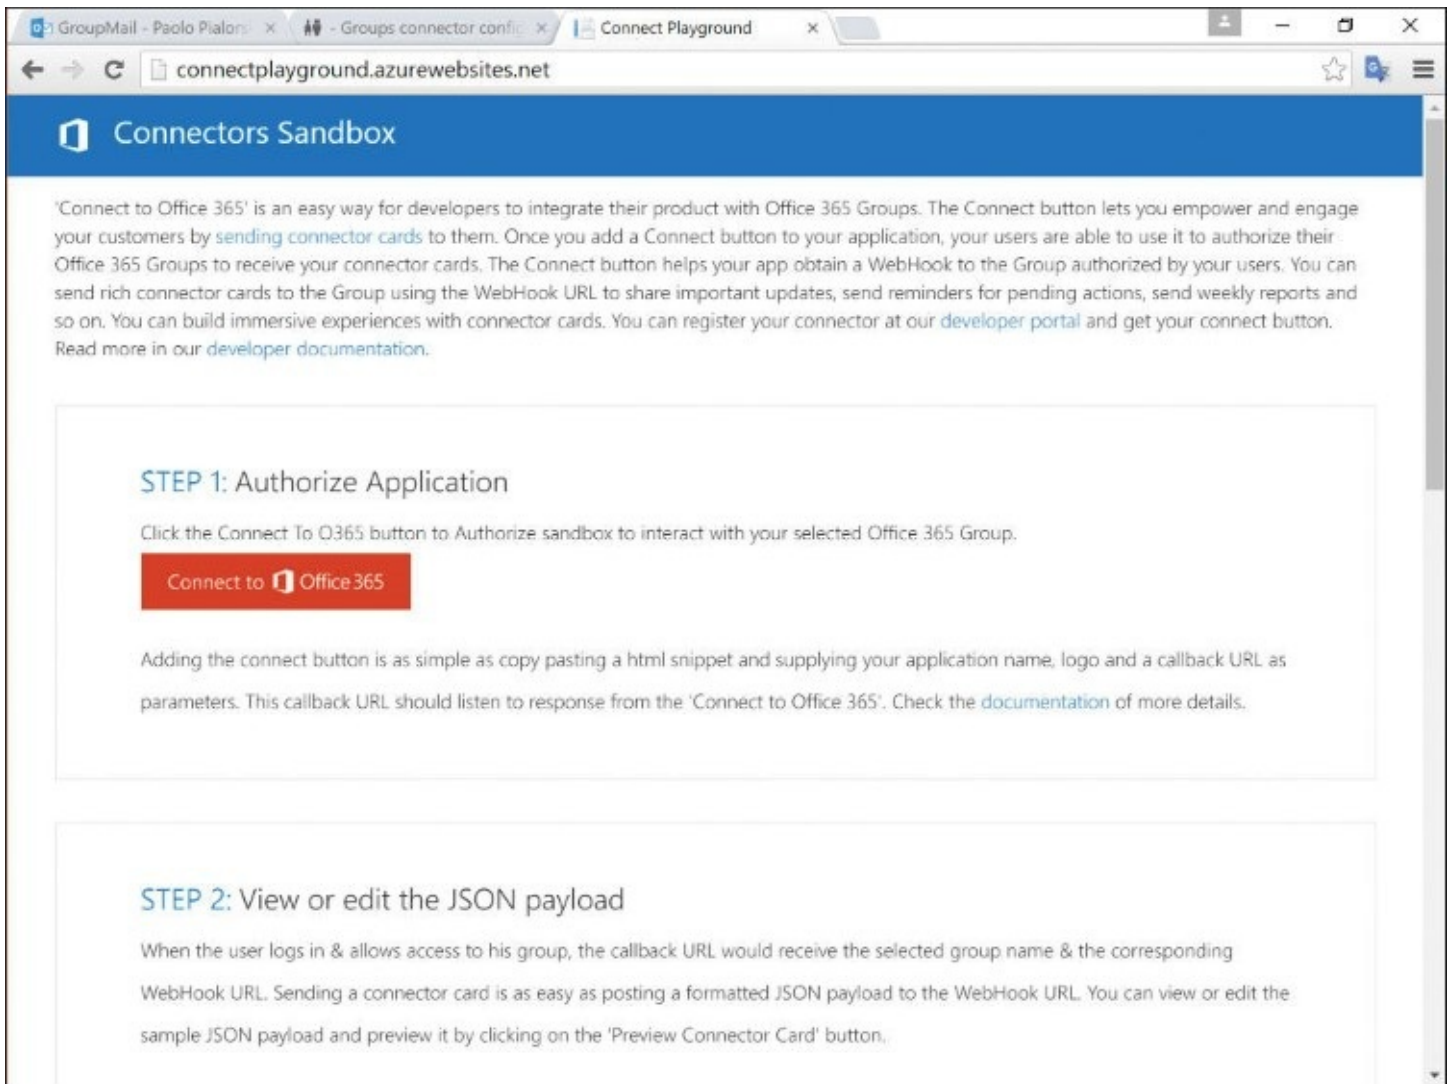 GroupMail - Paolo Pialors
- Groups connector config
Connect Playground
connectplayground.azurewebsites.net
Connectors Sandbox
'Connect to Office 365' is an easy way for developers to integrate their product with Office 365 Groups. The Connect button lets you empower and engage
your customers by sending connector cards to them. Once you add a Connect button to your application, your users are able to use it to authorize their
Office 365 Groups to receive your connector cards. The Connect button helps your app obtain a WebHook to the Group authorized by your users. You can
send rich connector cards to the Group using the WebHook URL to share important updates, send reminders for pending actions, send weekly reports and
so on. You can build immersive experiences with connector cards. You can register your connector at our developer portal and get your connect button.
Read more in our developer documentation.
STEP 1: Authorize Application
Click the Connect To O365 button to Authorize sandbox to interact with your selected Office 365 Group.
Connect to Office 365
Adding the connect button is as simple as copy pasting a html snippet and supplying your application name, logo and a callback URL as
parameters. This callback URL should listen to response from the 'Connect to Office 365'. Check the documentation of more details.
STEP 2: View or edit the JSON payload
When the user logs in & allows access to his group, the callback URL would receive the selected group name & the corresponding
WebHook URL. Sending a connector card is as easy as posting a formatted JSON payload to the WebHook URL. You can view or edit the
sample JSON payload and preview it by clicking on the 'Preview Connector Card' button.